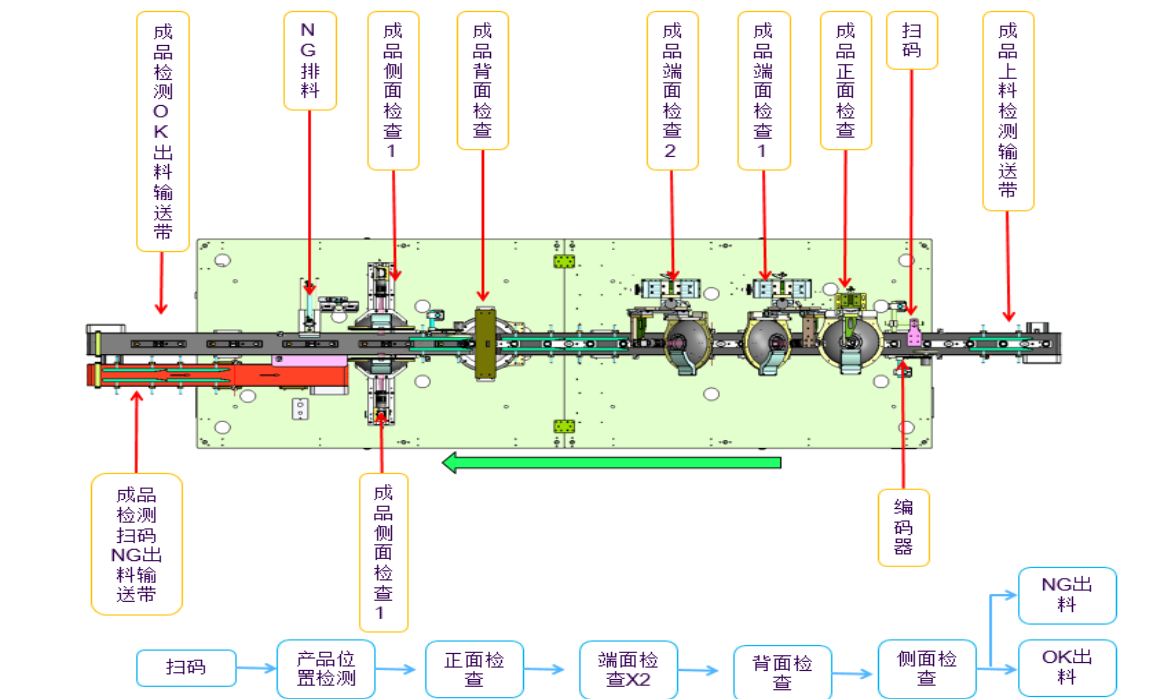 成品检测OK出料输送带
NG排料
成品侧面检查1
成品背面检查
成品端面检查2
成品端面检查1
成品正面检查
扫码
成品上料检测输送带
成品
检测
扫码
NG出
料输
送带
成品侧面检查1
编码器
扫码
产品位
置检测
正面检
查
端面检
查X2
背面检
查
侧面检
查
NG出
料
OK出
料